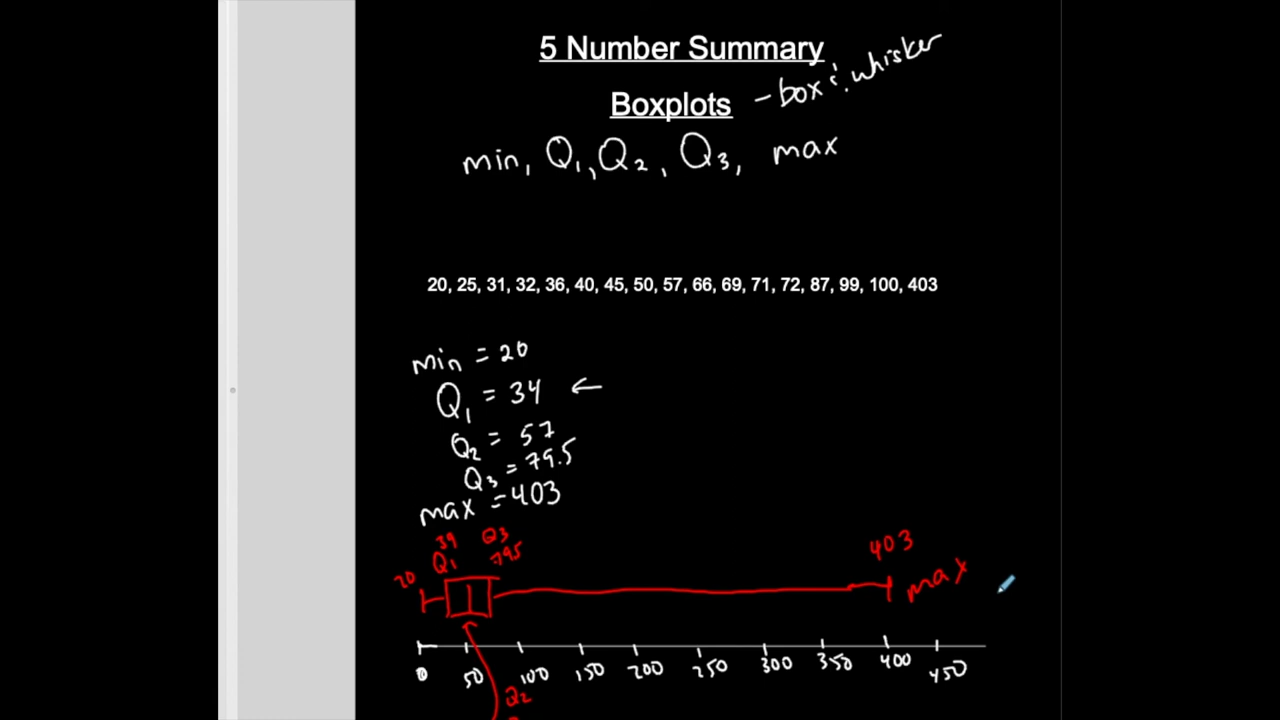 5 Number Summary
Boxplots - box & whisker
min, Q1, Q2, Q3, max
20, 25, 31, 32, 36, 40, 45, 50, 57, 66, 69, 71, 72, 87, 99, 100, 403
min = 20
Q1 = 34 ←
Q2 = 57
Q3 = 79.5
max = 403
39 Q3 403
20 Q1 79.5 max
0 50 100 150 200 250 300 350 400 450
Q2